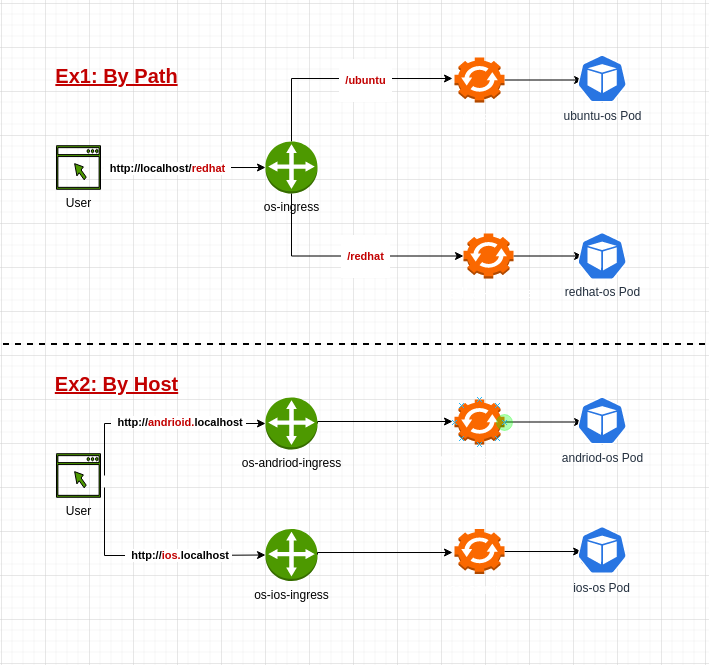 Ex1: By Path
/ubuntu
ubuntu-os Pod
http://localhost/redhat
User
os-ingress
/redhat
redhat-os Pod
Ex2: By Host
http://andrioid.localhost
os-andriod-ingress
andriod-os Pod
User
http://ios.localhost
os-ios-ingress
ios-os Pod